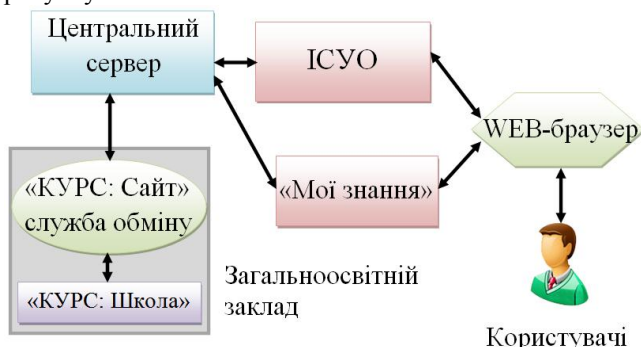 Центральний
сервер
ІСУО
WEB-браузер
«Мої знання»
«КУРС: Сайт»
служба обміну
«КУРС: Школа»
Загальноосвітній
заклад
Користувачі